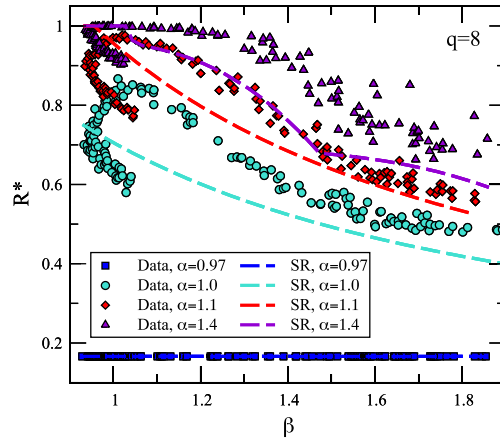 q=8
R*
1
0.8
0.6
0.4
0.2
Data, α=0.97 SR, α=0.97
Data, α=1.0 SR, α=1.0
Data, α=1.1 SR, α=1.1
Data, α=1.4 SR, α=1.4
1 1.2 1.4 1.6 1.8
β